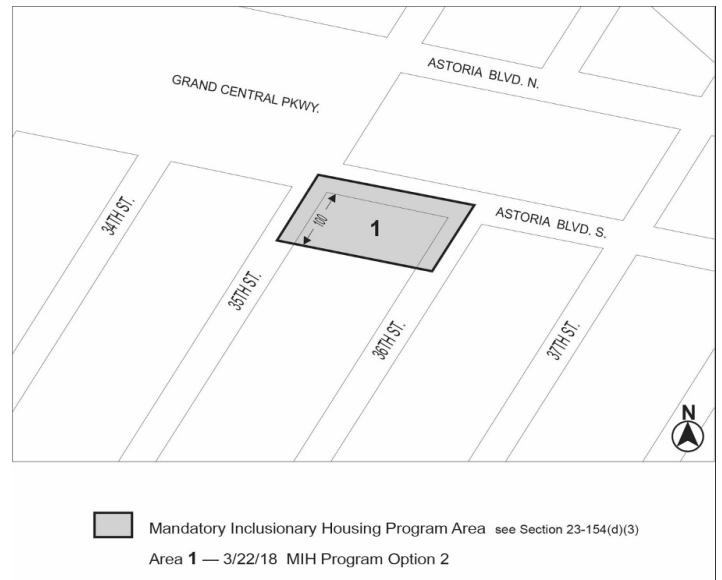 ASTORIA BLVD. N.
GRAND CENTRAL PKWY.
34TH ST.
100
1
ASTORIA BLVD. S.
35TH ST.
36TH ST.
37TH ST.
N
Mandatory Inclusionary Housing Program Area see Section 23-154(d)(3)
Area 1 — 3/22/18 MIH Program Option 2